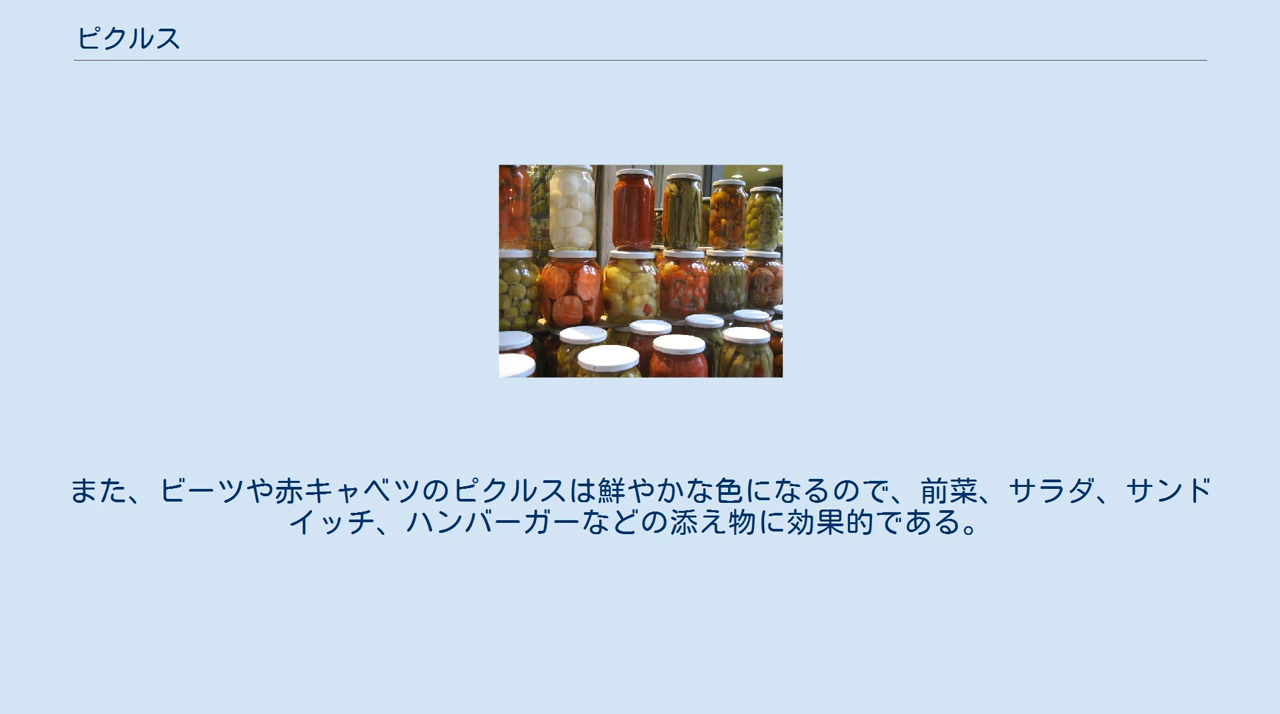 ピクルス
また、ビーツや赤キャベツのピクルスは鮮やかな色になるので、前菜、サラダ、サンド
イッチ、ハンバーガーなどの添え物に効果的である。